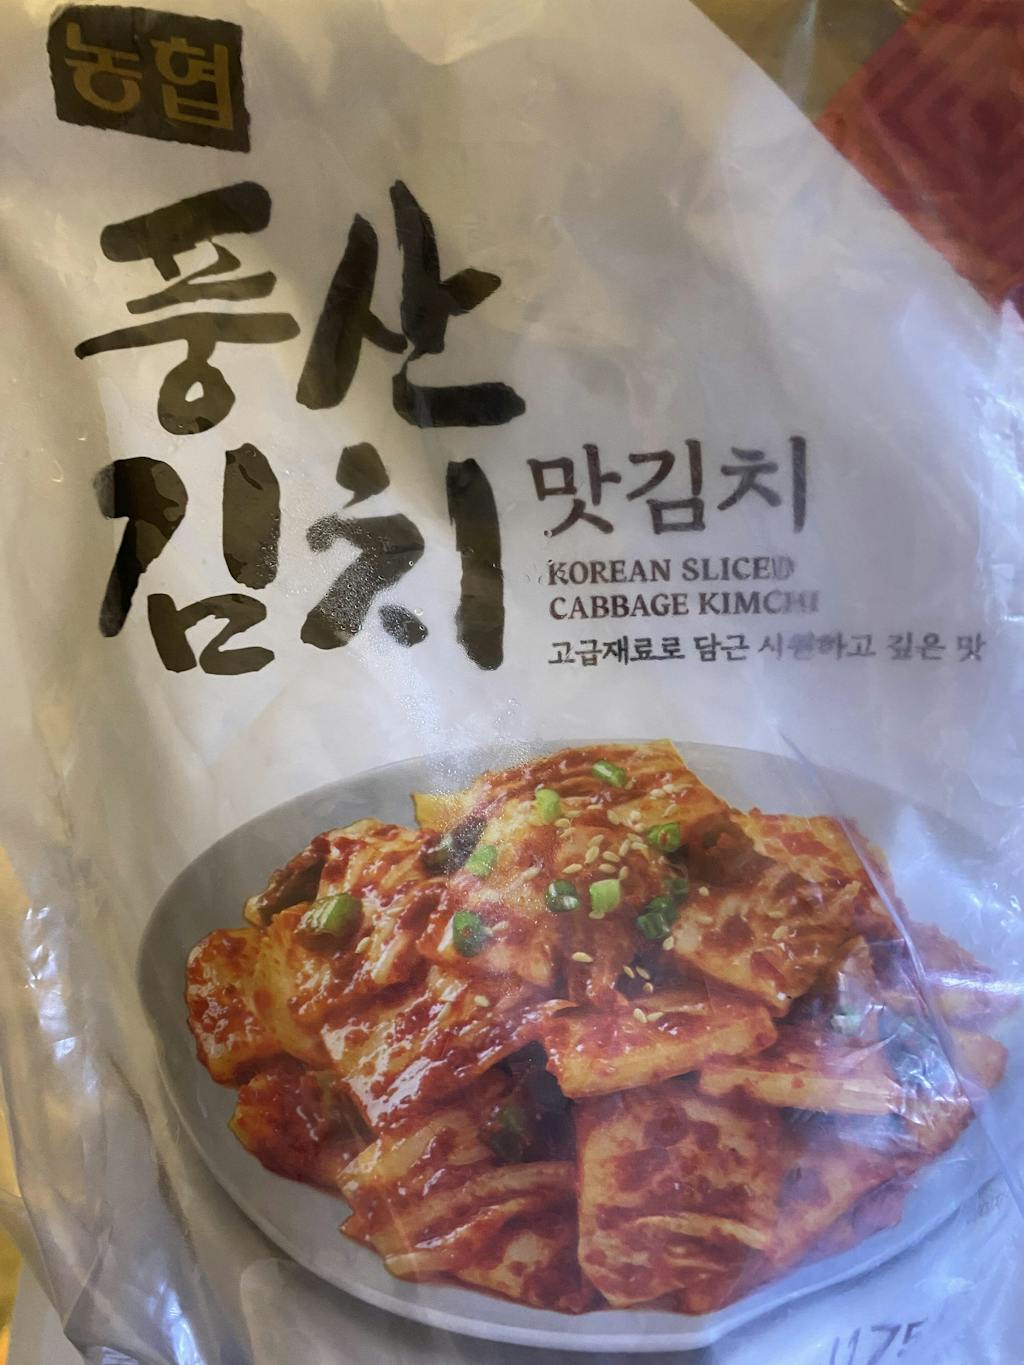 농협
풍산
김치
맛김치
KOREAN SLICED
CABBAGE KIMCHI
고급재료로 담근 시원하고 깊은 맛